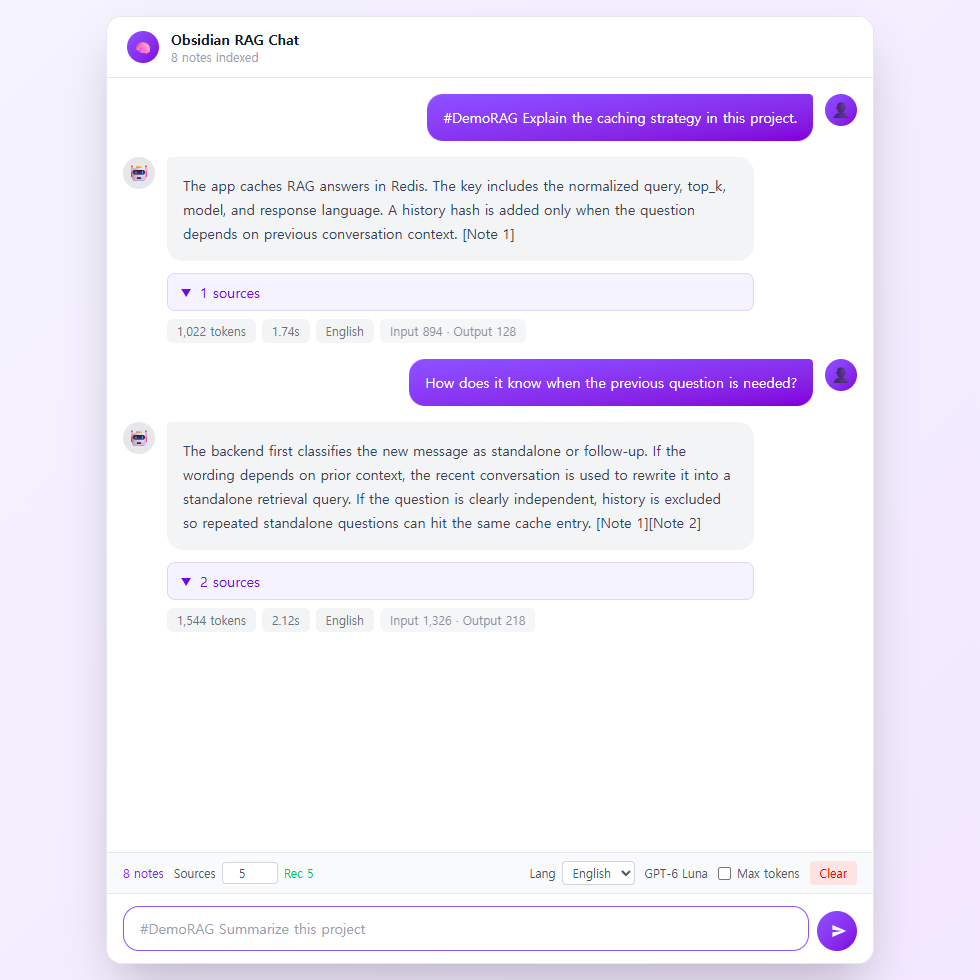 Obsidian RAG Chat
8 notes indexed
#DemoRAG Explain the caching strategy in this project.
The app caches RAG answers in Redis. The key includes the normalized query, top_k,
model, and response language. A history hash is added only when the question
depends on previous conversation context. [Note 1]
▼ 1 sources
1,022 tokens 1.74s English Input 894 · Output 128
How does it know when the previous question is needed?
The backend first classifies the new message as standalone or follow-up. If the
wording depends on prior context, the recent conversation is used to rewrite it into a
standalone retrieval query. If the question is clearly independent, history is excluded
so repeated standalone questions can hit the same cache entry. [Note 1][Note 2]
▼ 2 sources
1,544 tokens 2.12s English Input 1,326 · Output 218
8 notes Sources 5 Rec 5 Lang English GPT-6 Luna Max tokens Clear
#DemoRAG Summarize this project